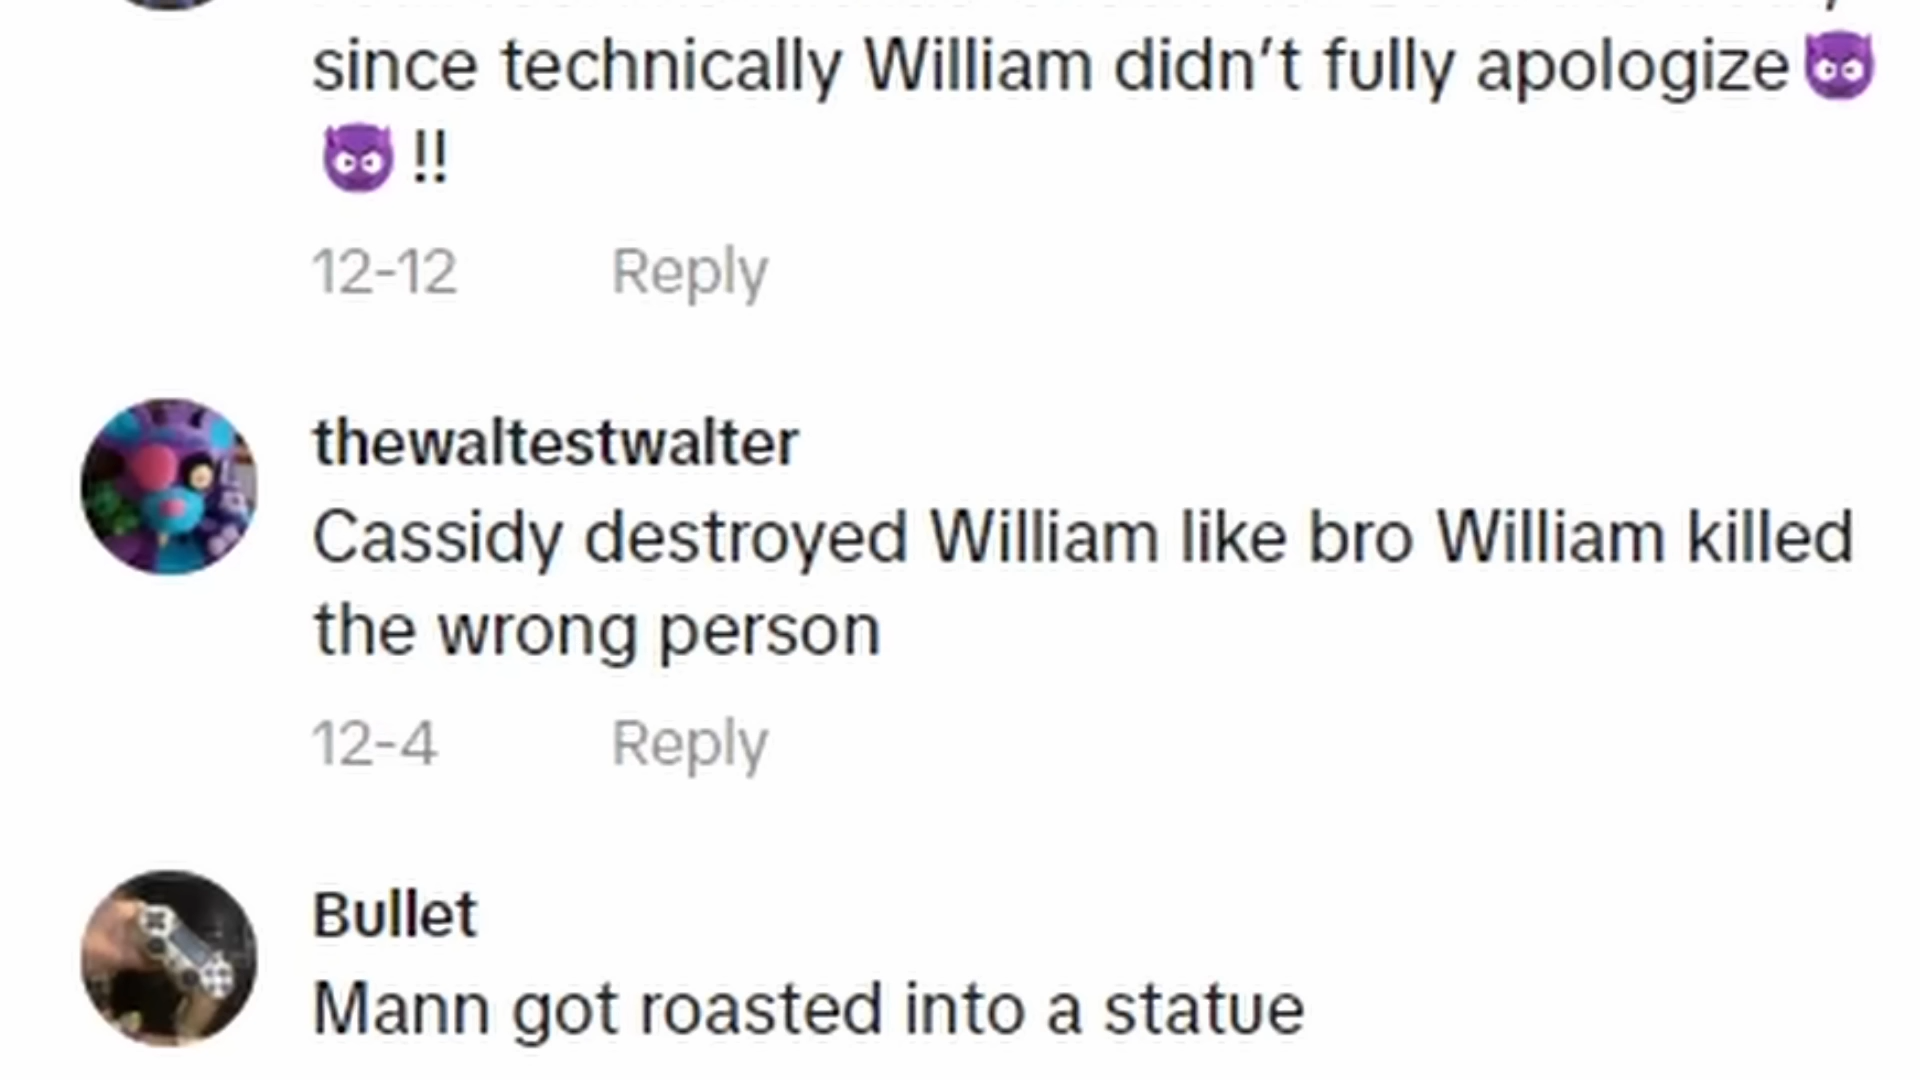 since technically William didn’t fully apologize😈
😈!!
12-12 Reply
thewaltestwalter
Cassidy destroyed William like bro William killed
the wrong person
12-4 Reply
Bullet
Mann got roasted into a statue